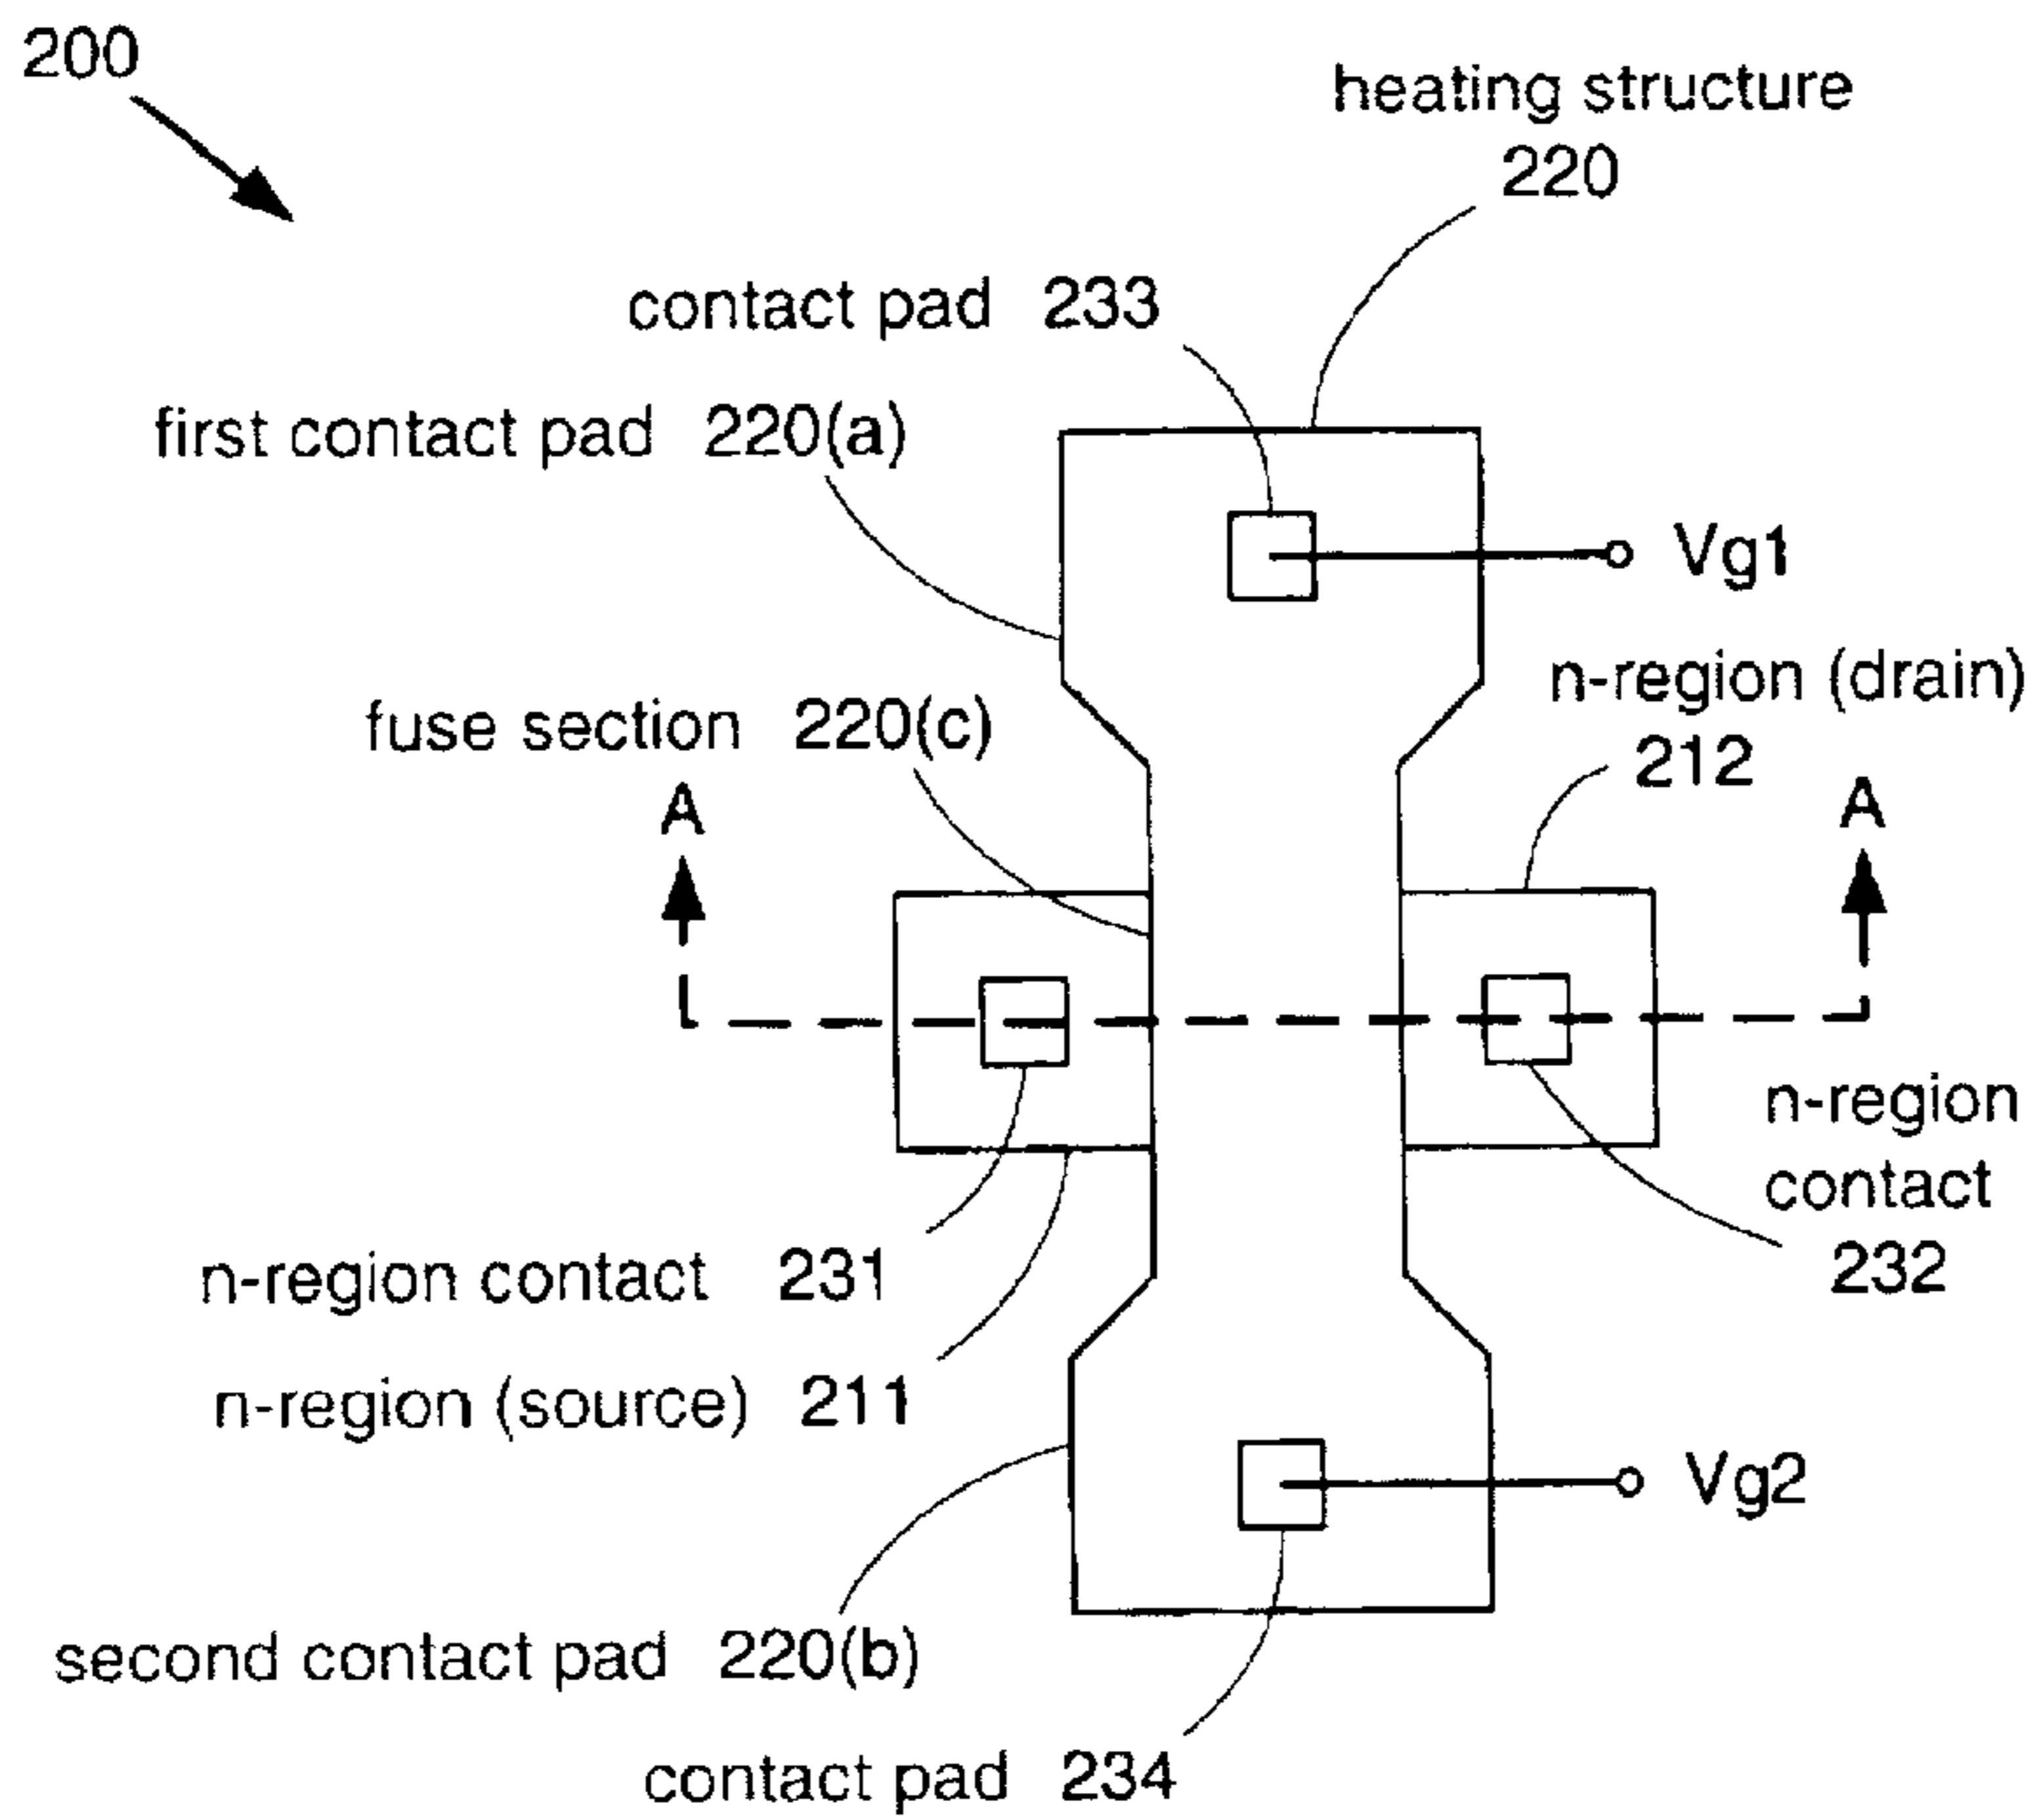 200
heating structure
220
contact pad 233
first contact pad 220(a)
Vg1
n-region (drain)
212
fuse section 220(c)
A
A
n-region
contact
232
n-region contact 231
n-region (source) 211
Vg2
second contact pad 220(b)
contact pad 234